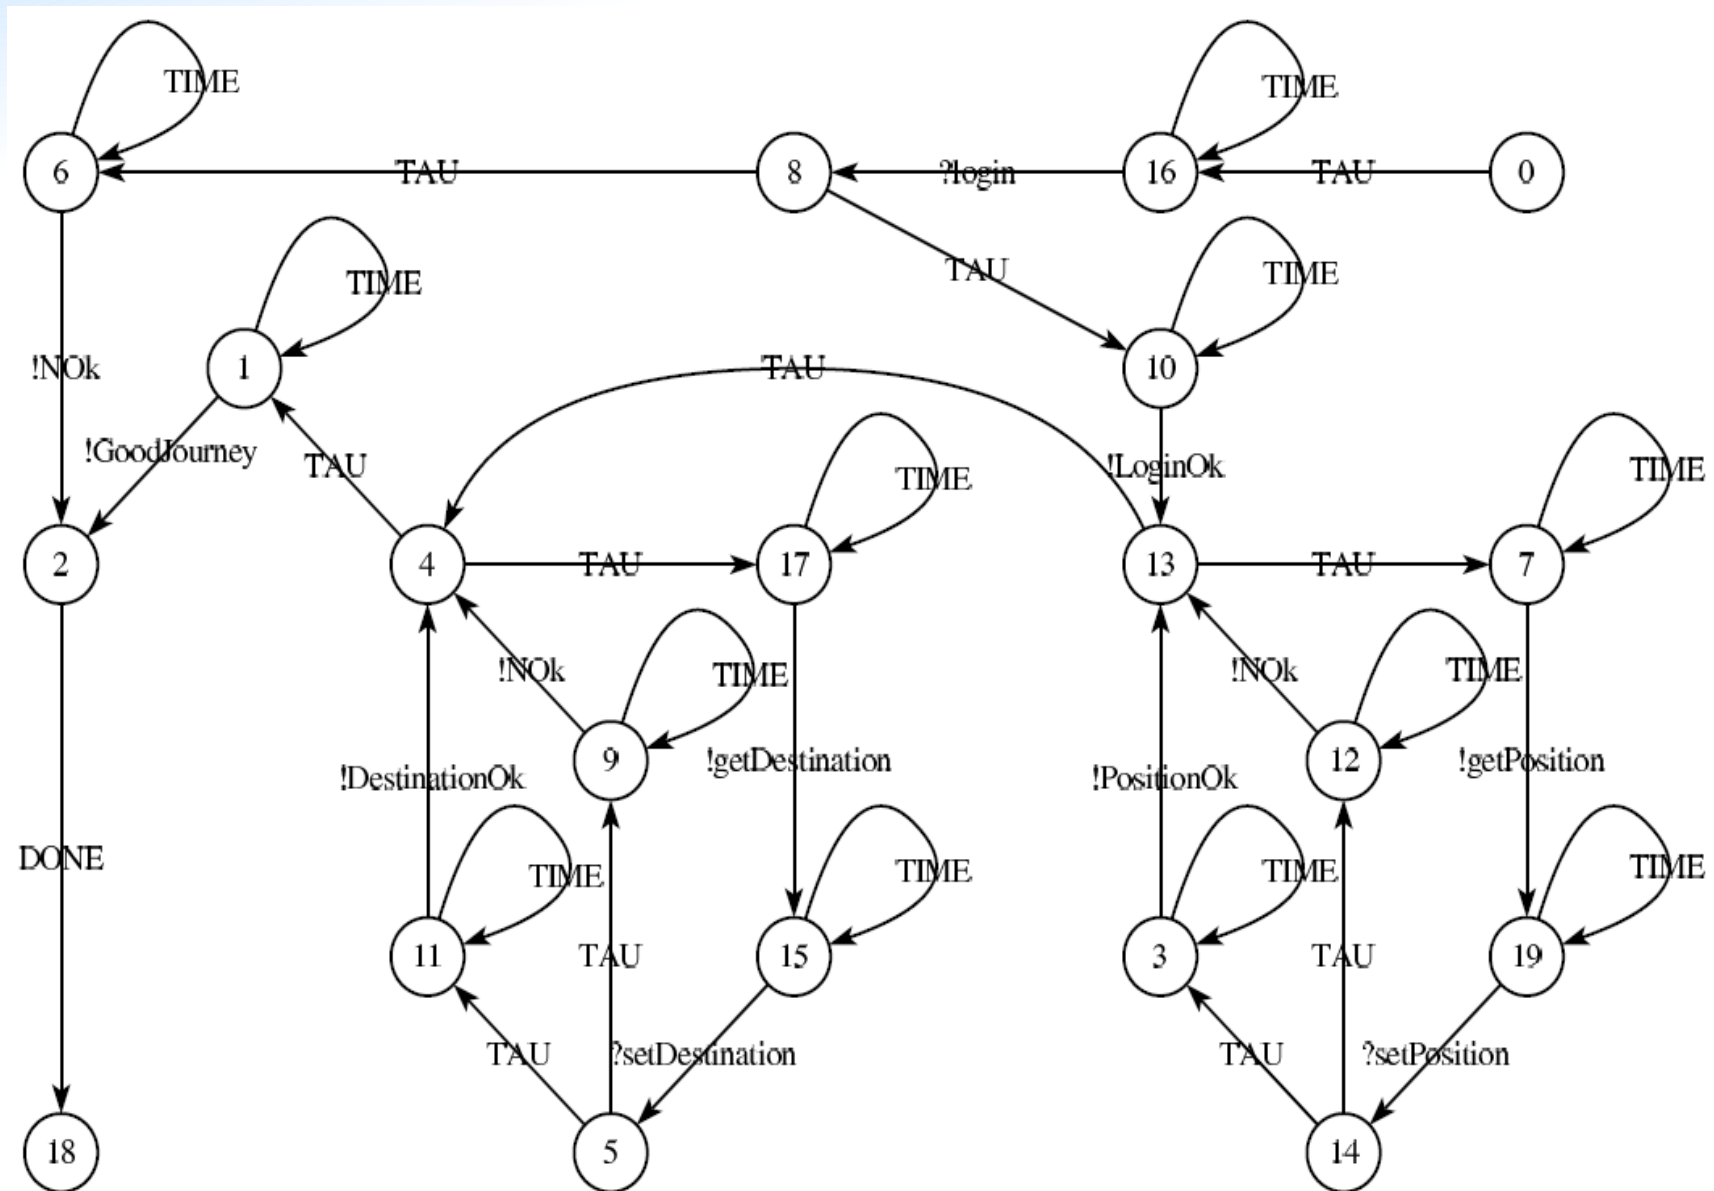 TIME
TIME
6
TAU
8
?login
16
TAU
0
TAU
TIME
TIME
!NOk
1
TAU
10
!GoodJourney
TAU
!LoginOk
TIME
TIME
2
4
TAU
17
13
TAU
7
!NOk
TIME
!NOk
TIME
!DestinationOk
9
!getDestination
!PositionOk
12
!getPosition
DONE
TIME
TIME
TIME
TIME
11
TAU
15
3
TAU
19
TAU
?setDestination
TAU
?setPosition
18
5
14